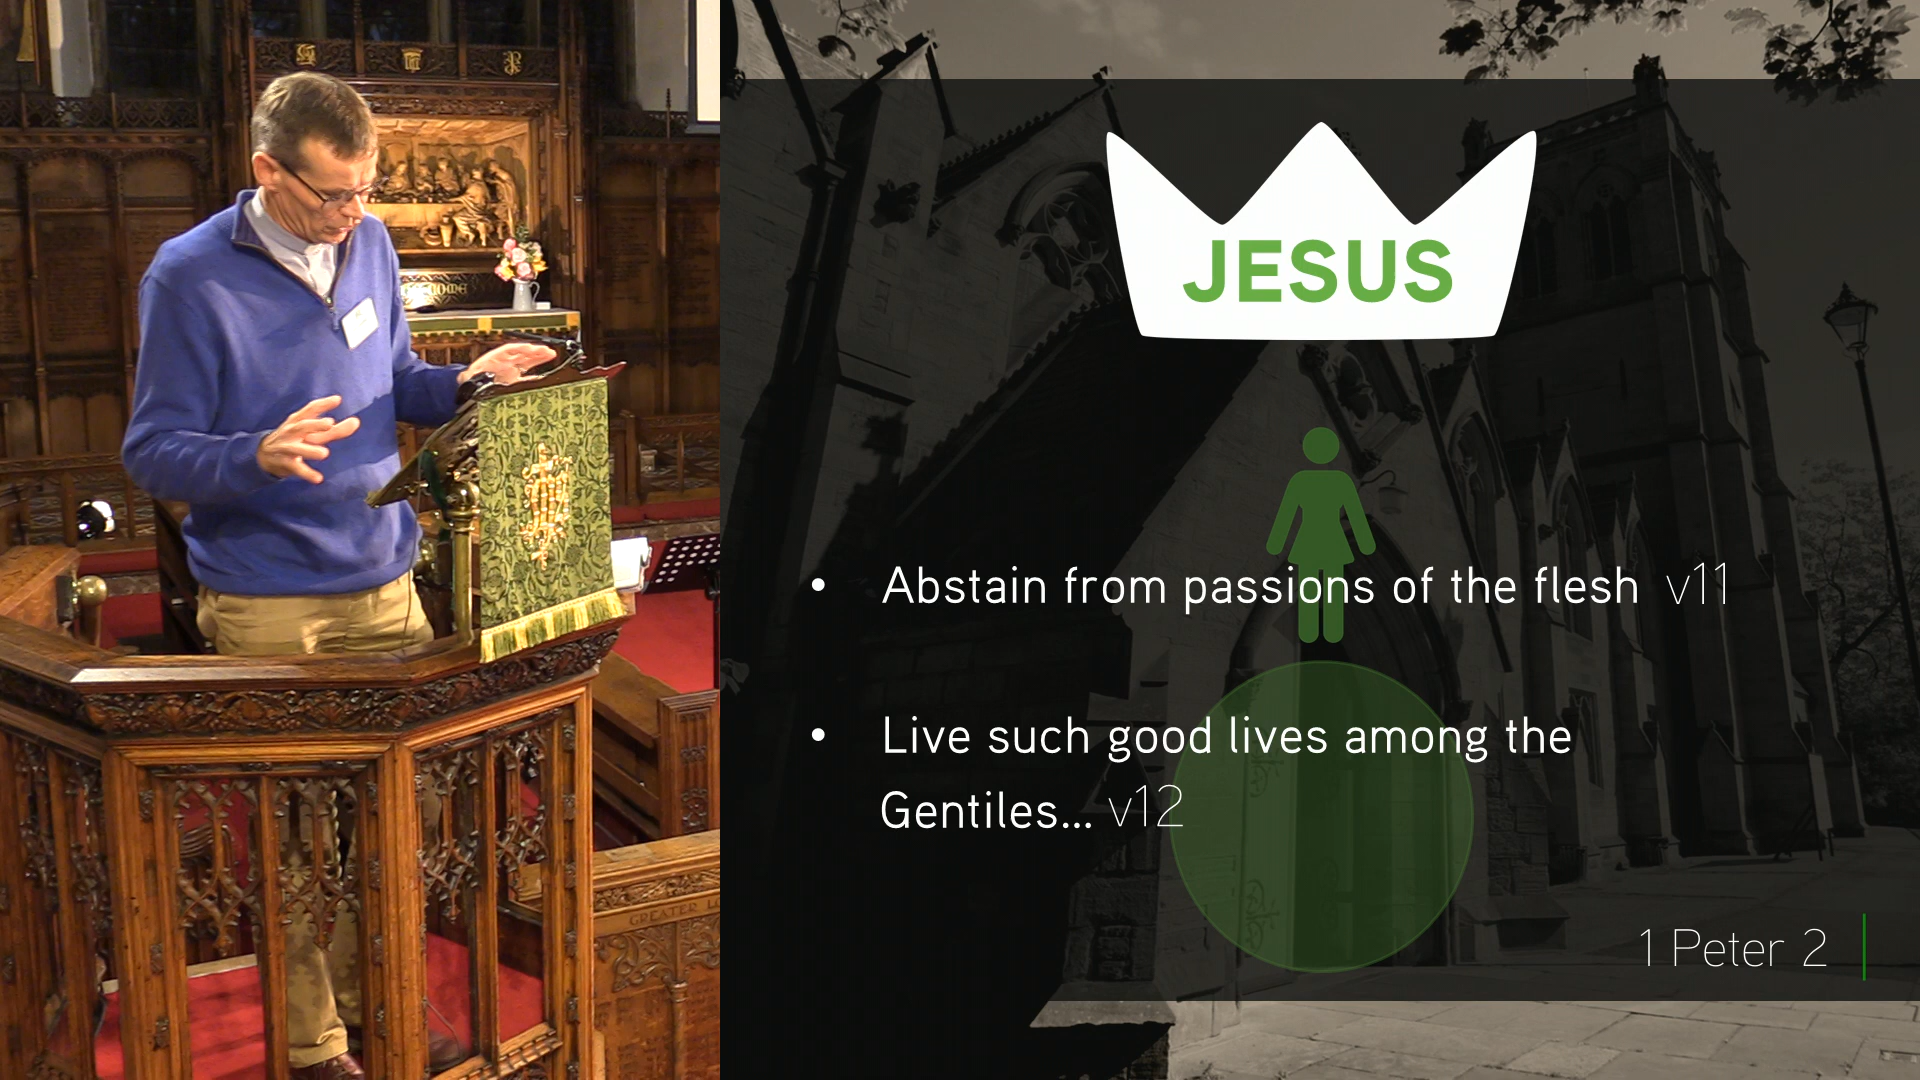 JESUS
• Abstain from passions of the flesh v11
• Live such good lives among the
Gentiles... v12
1 Peter 2
GREATER L